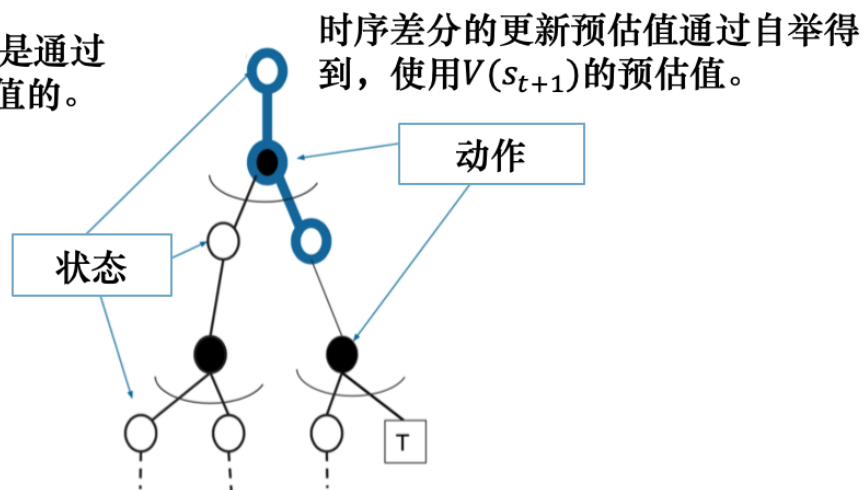 是通过
值的。
时序差分的更新预估值通过自举得
到，使用V(sₜ₊₁)的预估值。
动作
状态
T